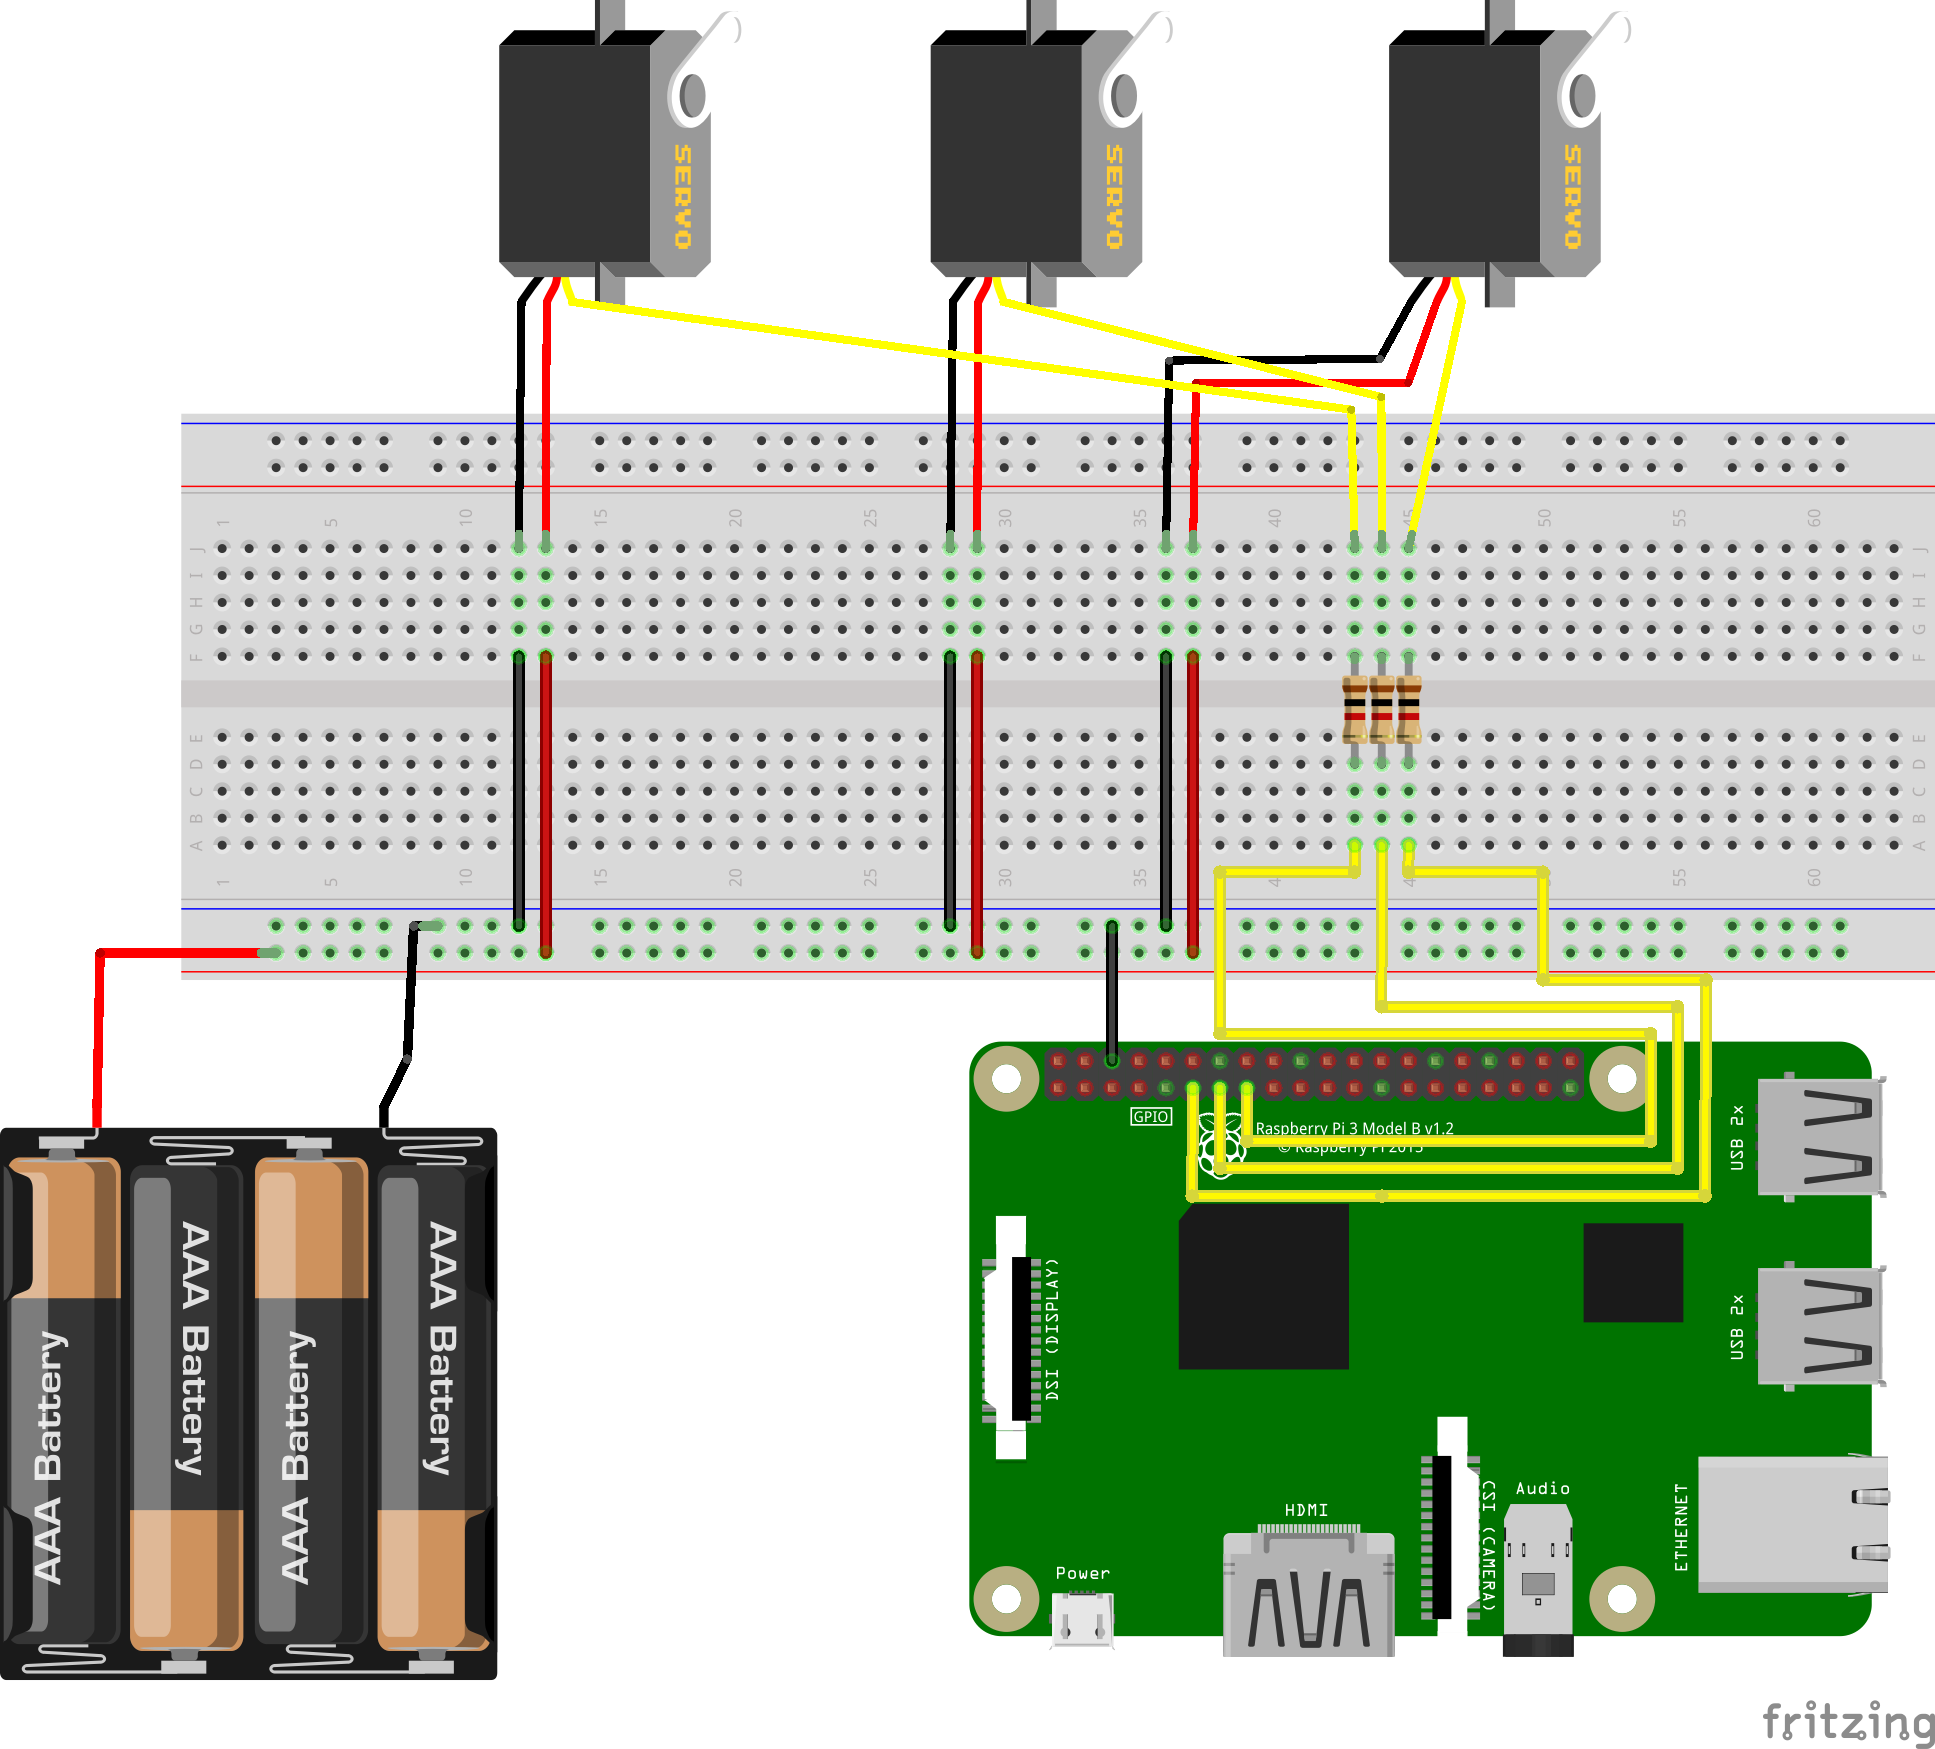 SERVO
SERVO
SERVO
1 5 10 15 20 25 30 35 40 45 50 55 60
J J
I I
H H
G G
F F
E E
D D
C C
B B
A A
1 5 10 15 20 25 30 35 4 4 55 60
GPIO
Raspberry Pi 3 Model B v1.2
© Raspberry Pi 2015
USB 2x
USB 2x
DSI (DISPLAY)
CSI (CAMERA)
Audio
HDMI
ETHERNET
Power
AAA Battery
AAA Battery
AAA Battery
AAA Battery
fritzing